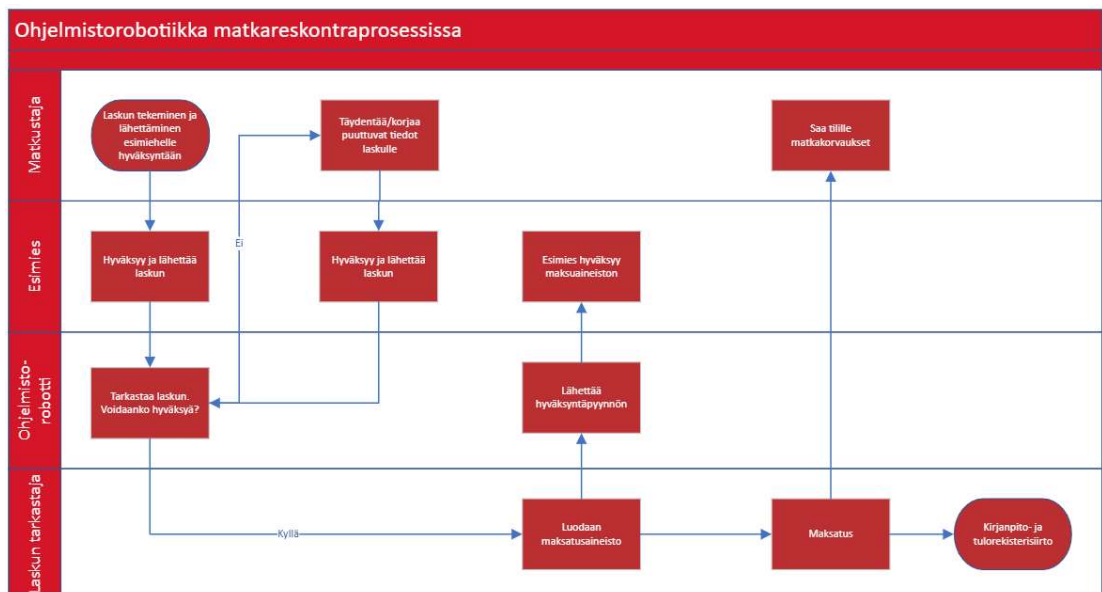 Ohjelmistorobotiikka matkareskontraprosessissa
Matkustaja
Laskun tekeminen ja
lähettäminen
esimiehelle
hyväksyntään
Täydentää/korjaa
puuttuvat tiedot
laskulle
Saa tilille
matkakorvaukset
Esimies
Hyväksyy ja lähettää
laskun
Ei
Hyväksyy ja lähettää
laskun
Esimies hyväksyy
maksuaineiston
Ohjelmisto-
robotti
Tarkastaa laskun.
Voidaanko hyväksyä?
Lähettää
hyväksyntäpyynnön
Laskun tarkastaja
Kyllä
Luodaan
maksatusaineisto
Maksatus
Kirjanpito- ja
tulorekisterisiirto